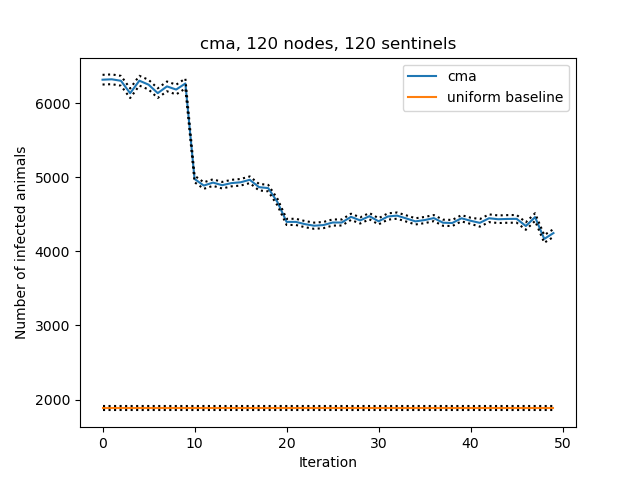 cma, 120 nodes, 120 sentinels
cma
uniform baseline
Number of infected animals
6000
5000
4000
3000
2000
0 10 20 30 40 50
Iteration